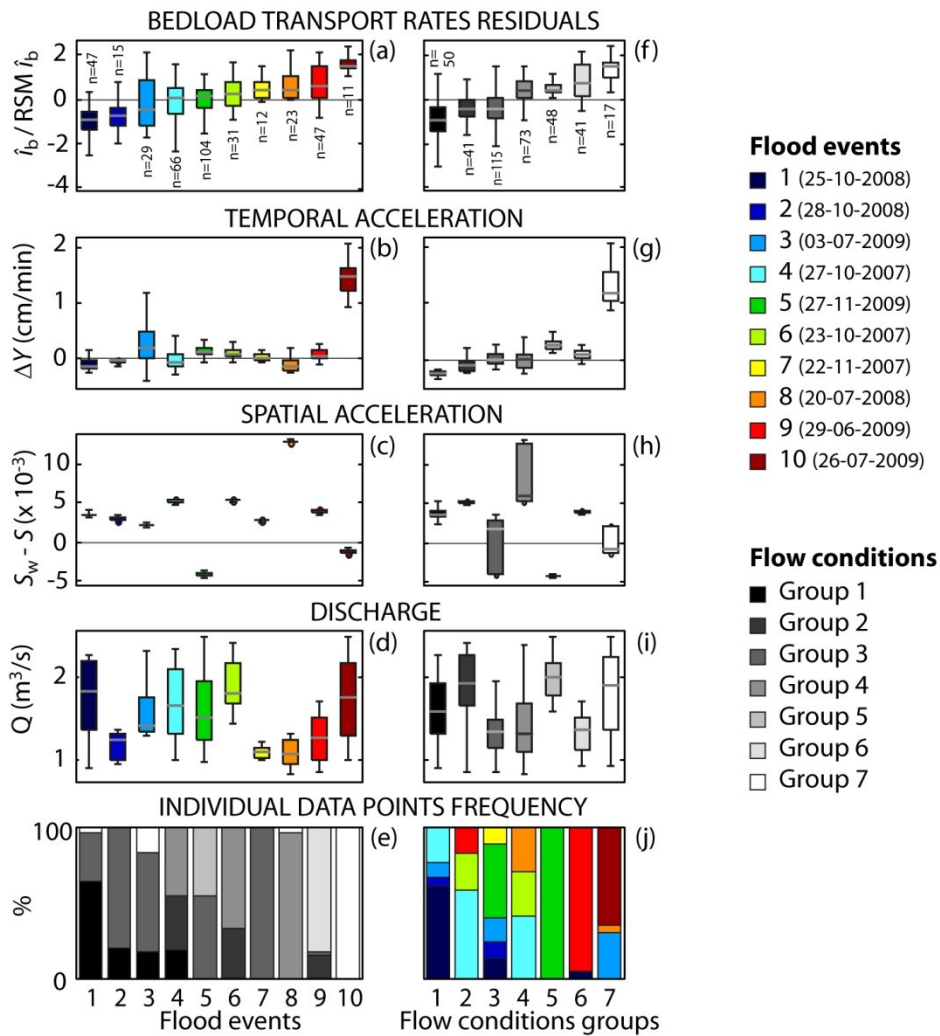 BEDLOAD TRANSPORT RATES RESIDUALS
îb / RSM îb
2
0
-2
-4
n=47
n=15
n=29
n=66
n=104
n=31
n=12
n=23
n=47
n=11
(a)
n= 50
n=41
n=115
n=73
n=48
n=41
n=17
(f)
TEMPORAL ACCELERATION
ΔY (cm/min)
2
1
0
(b)
(g)
SPATIAL ACCELERATION
Sw - S (x 10-3)
10
5
0
-5
(c)
(h)
DISCHARGE
Q (m3/s)
2
1
(d)
(i)
INDIVIDUAL DATA POINTS FREQUENCY
%
100
0
(e)
(j)
1 2 3 4 5 6 7 8 9 10
Flood events
1 2 3 4 5 6 7
Flow conditions groups
Flood events
1 (25-10-2008)
2 (28-10-2008)
3 (03-07-2009)
4 (27-10-2007)
5 (27-11-2009)
6 (23-10-2007)
7 (22-11-2007)
8 (20-07-2008)
9 (29-06-2009)
10 (26-07-2009)
Flow conditions
Group 1
Group 2
Group 3
Group 4
Group 5
Group 6
Group 7